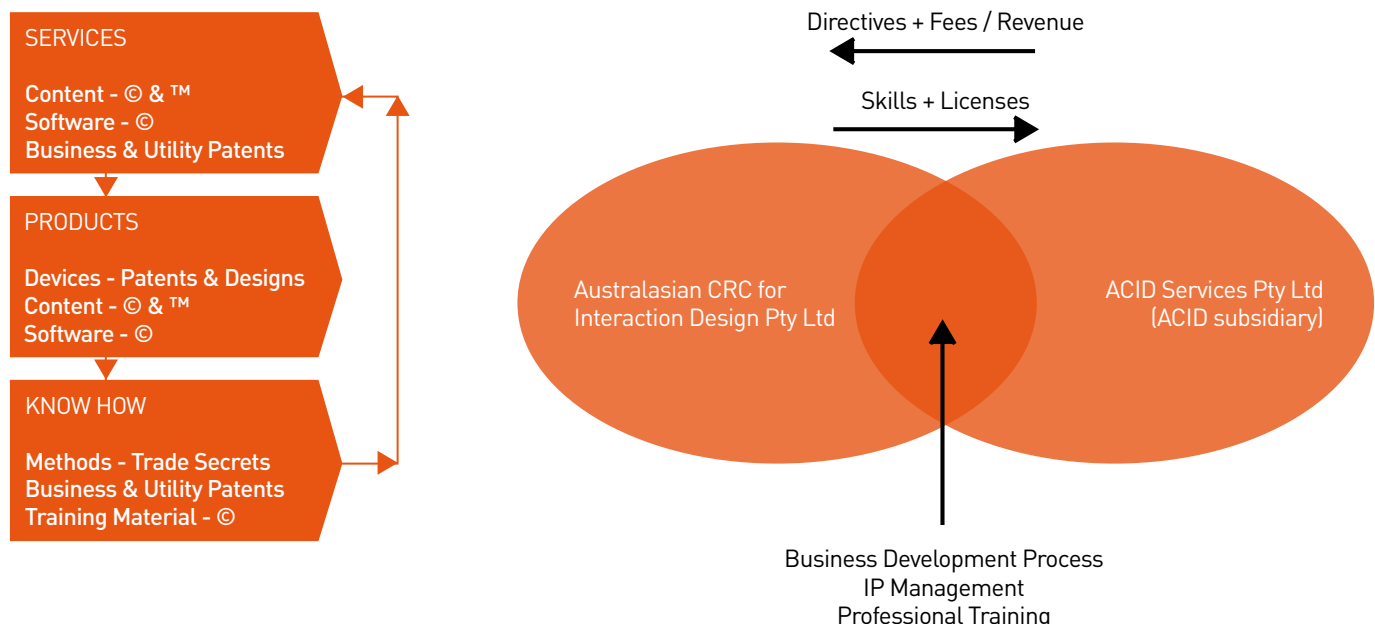 SERVICES
Content - © & ™
Software - ©
Business & Utility Patents
PRODUCTS
Devices - Patents & Designs
Content - © & ™
Software - ©
KNOW HOW
Methods - Trade Secrets
Business & Utility Patents
Training Material - ©
Directives + Fees / Revenue
Skills + Licenses
Australasian CRC for
Interaction Design Pty Ltd
ACID Services Pty Ltd
(ACID subsidiary)
Business Development Process
IP Management
Professional Training